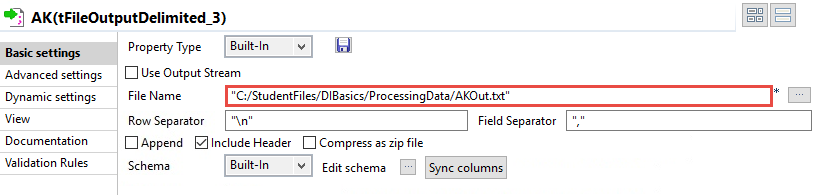 AK(tFileOutputDelimited_3)
Basic settings
Advanced settings
Dynamic settings
View
Documentation
Validation Rules
Property Type Built-In
Use Output Stream
File Name "C:/StudentFiles/DIBasics/ProcessingData/AKOut.txt" * ...
Row Separator "\n" Field Separator ","
Append Include Header Compress as zip file
Schema Built-In Edit schema ... Sync columns